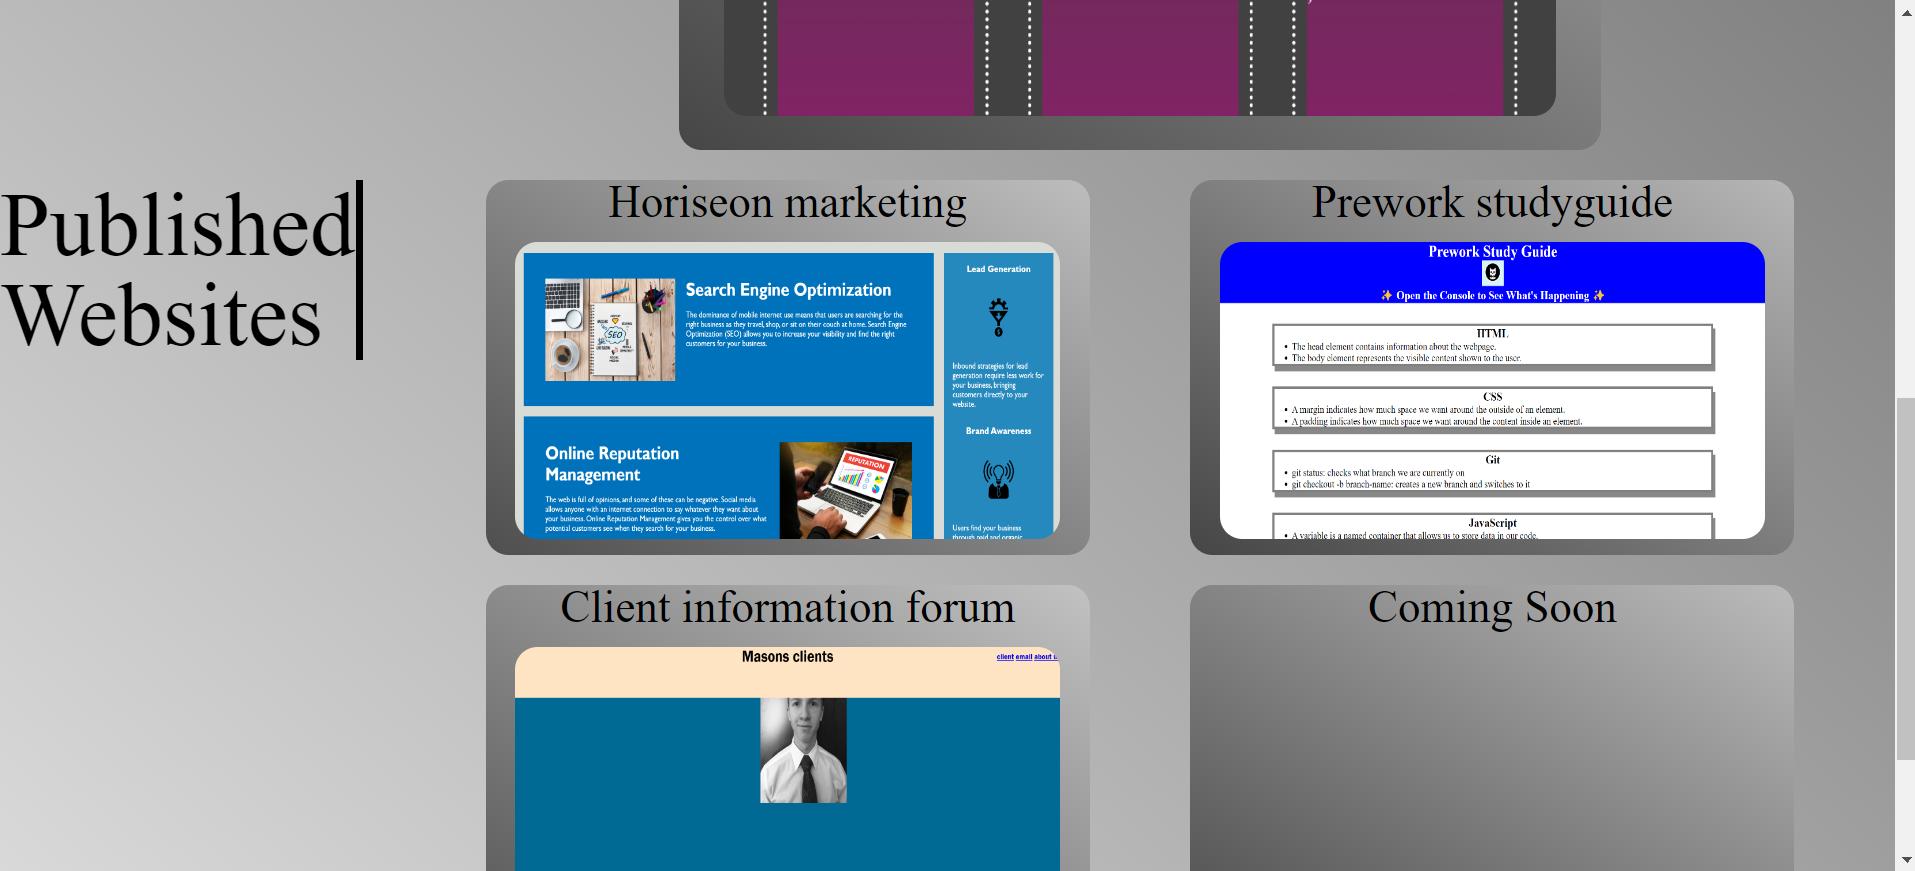 Published
Websites
Horiseon marketing
Search Engine Optimization
The dominance of mobile internet use means that users are searching for the
right business as they travel, shop, or sit on their couch at home. Search Engine
Optimization (SEO) allows you to increase your visibility and find the right
customers for your business.
SEO
Lead Generation
Inbound strategies for lead
generation require less work for
your business, bringing
customers directly to your
website.
Online Reputation
Management
The web is full of opinions, and some of these can be negative. Social media
allows anyone with an internet connection to say whatever they want about
your business. Online Reputation Management gives you the control over what
potential customers see when they search for your business.
REPUTATION
Brand Awareness
Users find your business
through paid and organic
Prework studyguide
Prework Study Guide
✨ Open the Console to See What's Happening ✨
HTML
• The head element contains information about the webpage.
• The body element represents the visible content shown to the user.
CSS
• A margin indicates how much space we want around the outside of an element.
• A padding indicates how much space we want around the content inside an element.
Git
• git status: checks what branch we are currently on
• git checkout -b branch-name: creates a new branch and switches to it
JavaScript
• A variable is a named container that allows us to store data in our code.
Client information forum
Masons clients
client email about
Coming Soon